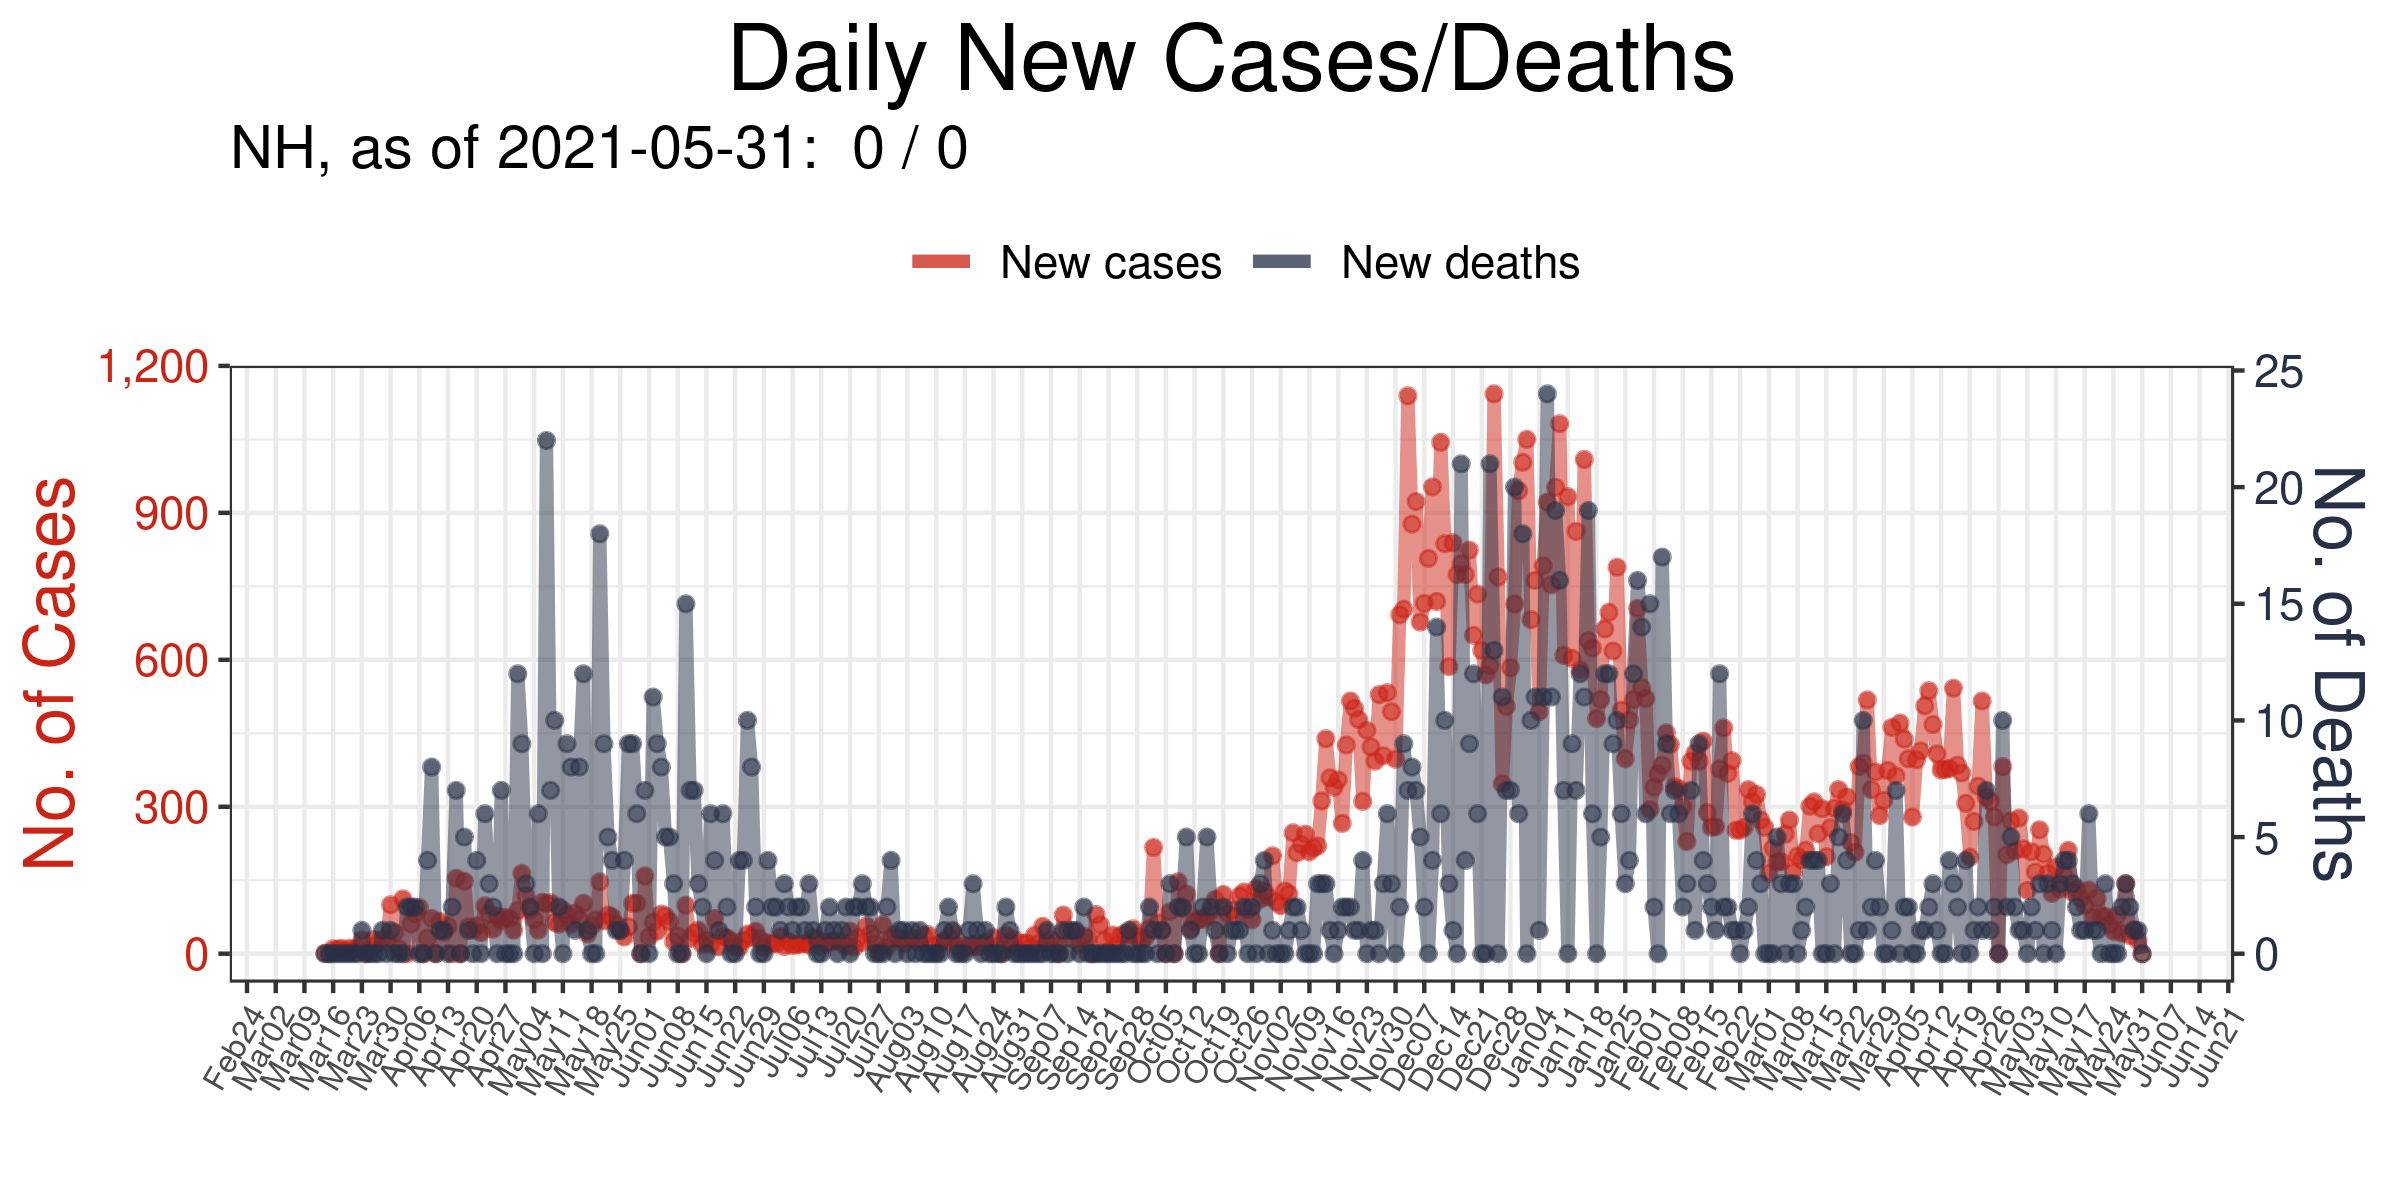 Daily New Cases/Deaths
NH, as of 2021-05-31:  0 / 0
New cases
New deaths
No. of Cases
1,200
900
600
300
0
25
20
15
10
5
0
No. of Deaths
Feb24
Mar02
Mar09
Mar16
Mar23
Mar30
Apr06
Apr13
Apr20
Apr27
May04
May11
May18
May25
Jun01
Jun08
Jun15
Jun22
Jun29
Jul06
Jul13
Jul20
Jul27
Aug03
Aug10
Aug17
Aug24
Aug31
Sep07
Sep14
Sep21
Sep28
Oct05
Oct12
Oct19
Oct26
Nov02
Nov09
Nov16
Nov23
Nov30
Dec07
Dec14
Dec21
Dec28
Jan04
Jan11
Jan18
Jan25
Feb01
Feb08
Feb15
Feb22
Mar01
Mar08
Mar15
Mar22
Mar29
Apr05
Apr12
Apr19
Apr26
May03
May10
May17
May24
May31
Jun07
Jun14
Jun21